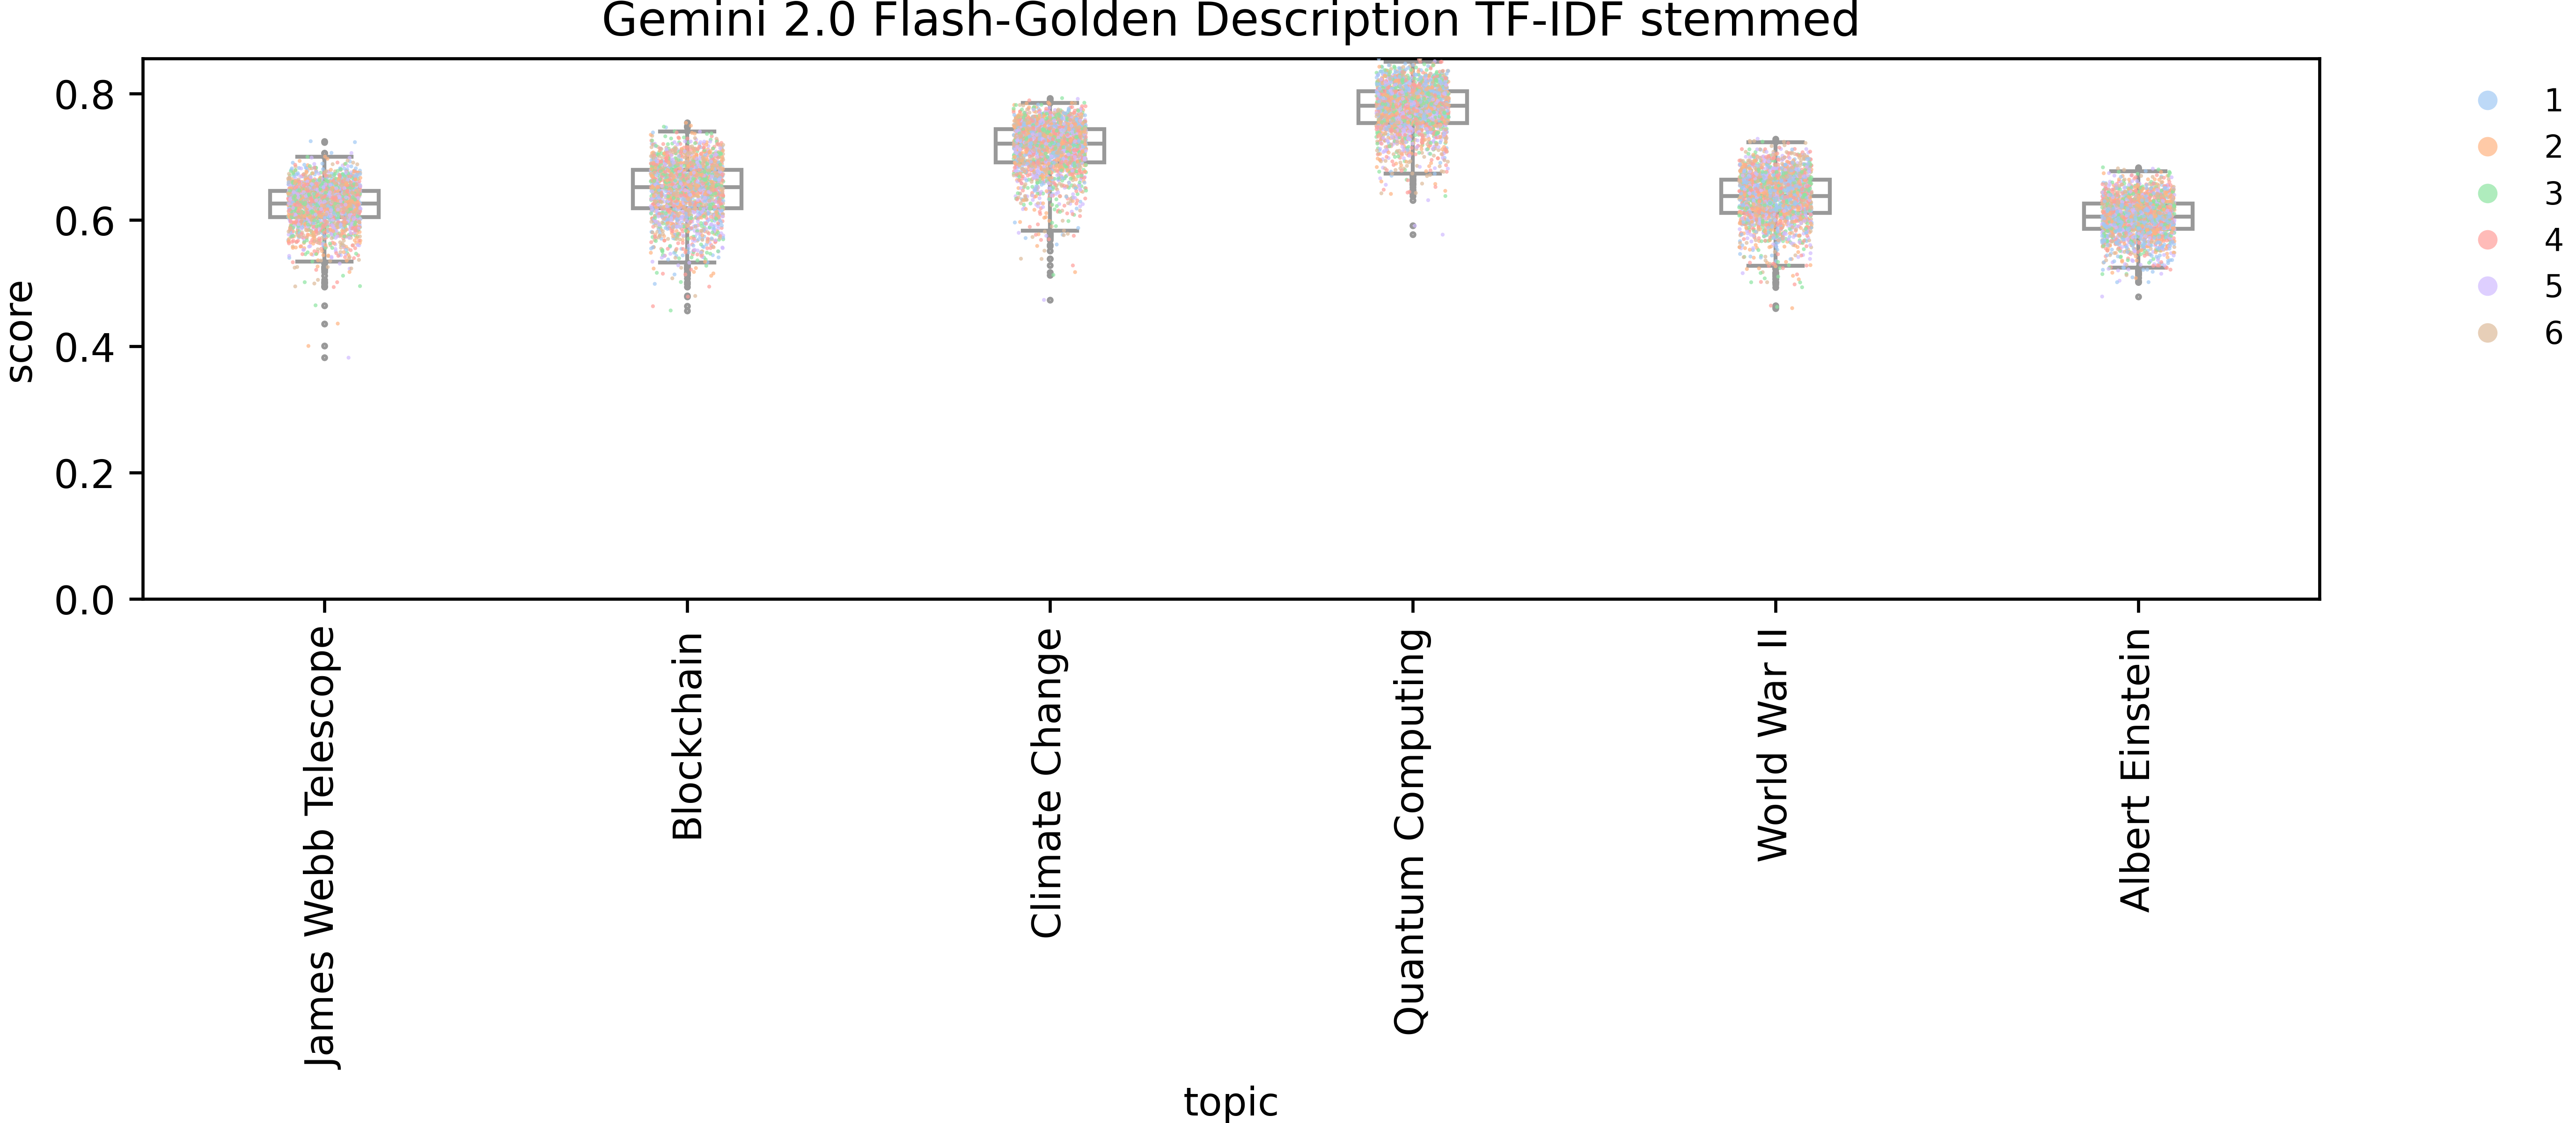 Gemini 2.0 Flash-Golden Description TF-IDF stemmed
score
0.8
0.6
0.4
0.2
0.0
James Webb Telescope
Blockchain
Climate Change
Quantum Computing
World War II
Albert Einstein
topic
1
2
3
4
5
6